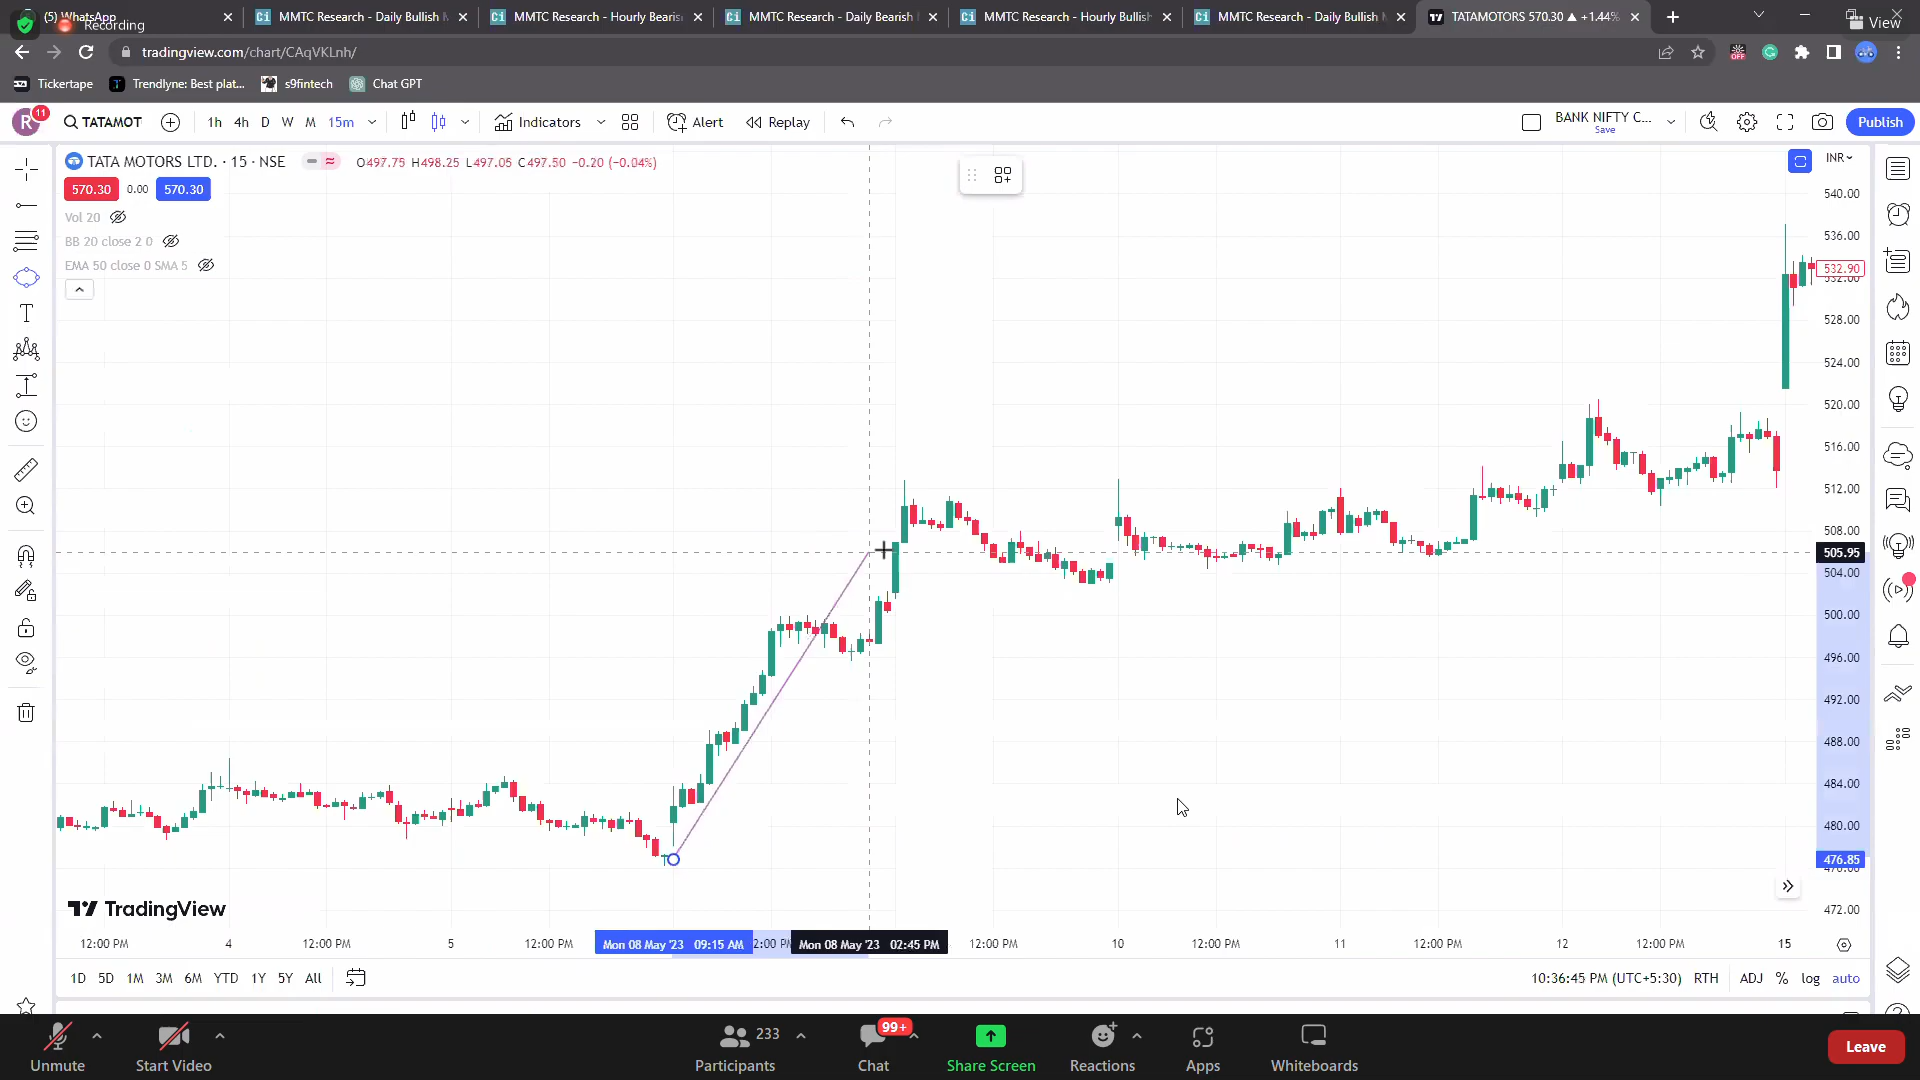 (5) WhatsApp
MMTC Research - Daily Bullish
MMTC Research - Hourly Bearis
MMTC Research - Daily Bearish
MMTC Research - Hourly Bullish
MMTC Research - Daily Bullish
TATAMOTORS 570.30 ▲ +1.44%
Recording
View
tradingview.com/chart/CAqVKLnh/
OFF
Tickertape
Trendlyne: Best plat...
s9fintech
Chat GPT
R
11
TATAMOT
1h 4h D W M 15m
Indicators
Alert
Replay
BANK NIFTY C...
Save
Publish
TATA MOTORS LTD. · 15 · NSE
O497.75 H498.25 L497.05 C497.50 −0.20 (−0.04%)
INR
570.30 0.00 570.30
Vol 20
BB 20 close 2 0
EMA 50 close 0 SMA 5
540.00
536.00
532.90
528.00
524.00
520.00
516.00
512.00
508.00
505.95
504.00
500.00
496.00
492.00
488.00
484.00
480.00
476.85
472.00
TradingView
12:00 PM 4 12:00 PM 5 12:00 PM Mon 08 May '23 09:15 AM Mon 08 May '23 02:45 PM 12:00 PM 10 12:00 PM 11 12:00 PM 12 12:00 PM 15
1D 5D 1M 3M 6M YTD 1Y 5Y All
10:36:45 PM (UTC+5:30) RTH ADJ % log auto
233
99+
Unmute
Start Video
Participants
Chat
Share Screen
Reactions
Apps
Whiteboards
Leave